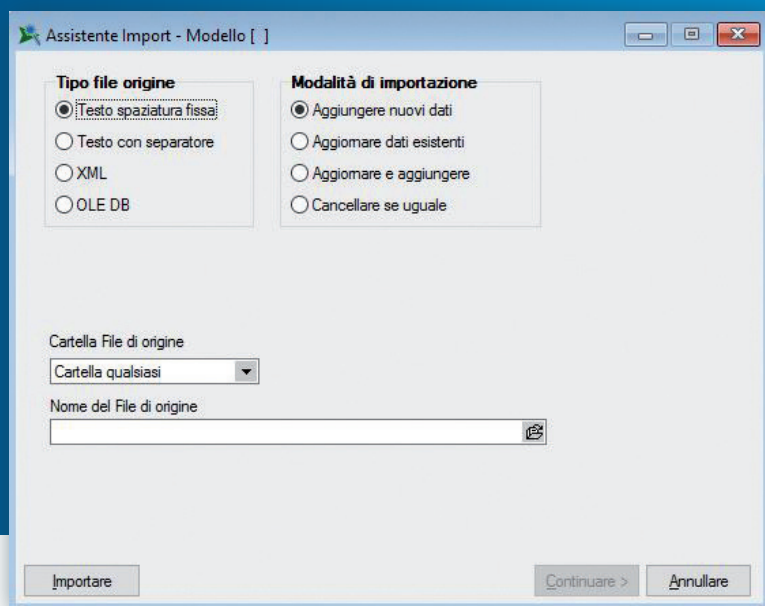 Assistente Import - Modello [ ]
Tipo file origine
Testo spaziatura fissa
Testo con separatore
XML
OLE DB
Modalità di importazione
Aggiungere nuovi dati
Aggiornare dati esistenti
Aggiornare e aggiungere
Cancellare se uguale
Cartella File di origine
Cartella qualsiasi
Nome del File di origine
Importare
Continuare >
Annullare